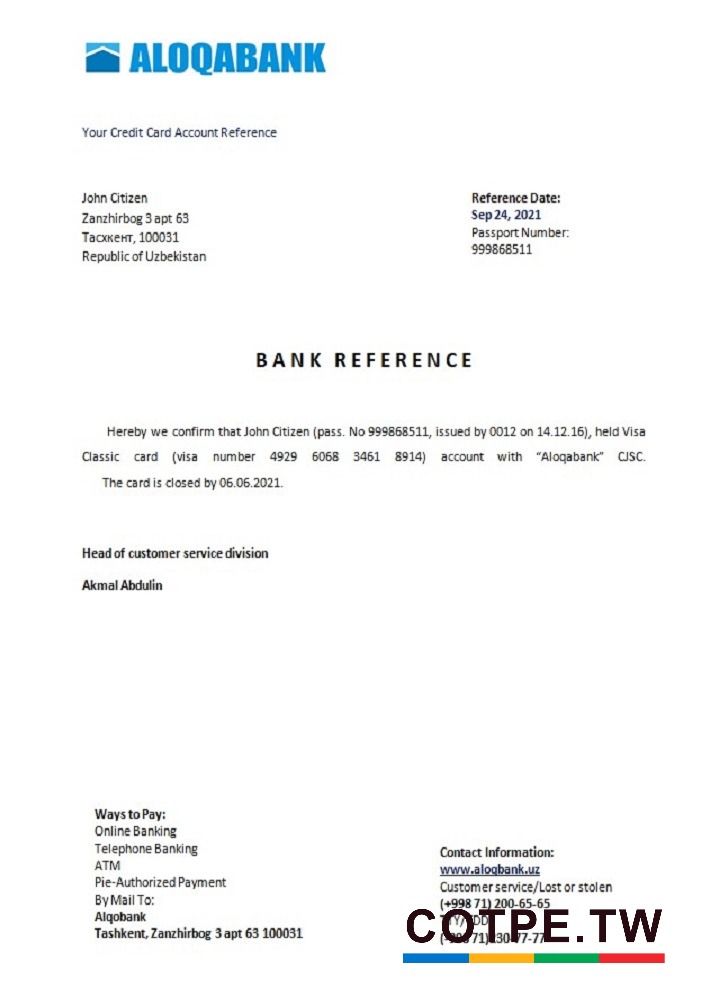 ALOQABANK
Your Credit Card Account Reference
John Citizen
Zanzhirbog 3 apt 63
Тасхкент, 100031
Republic of Uzbekistan
Reference Date:
Sep 24, 2021
Passport Number:
999868511
BANK REFERENCE
Hereby we confirm that John Citizen (pass. No 999868511, issued by 0012 on 14.12.16), held Visa
Classic card (visa number 4929 6068 3461 8914) account with “Aloqabank” CJSC.
The card is closed by 06.06.2021.
Head of customer service division
Akmal Abdulin
Ways to Pay:
Online Banking
Telephone Banking
ATM
Pie-Authorized Payment
By Mail To:
Alqobank
Tashkent, Zanzhirbog 3 apt 63 100031
Contact Information:
www.aloqbank.uz
Customer service/Lost or stolen
(+998 71) 200-65-65
COTPE.TW